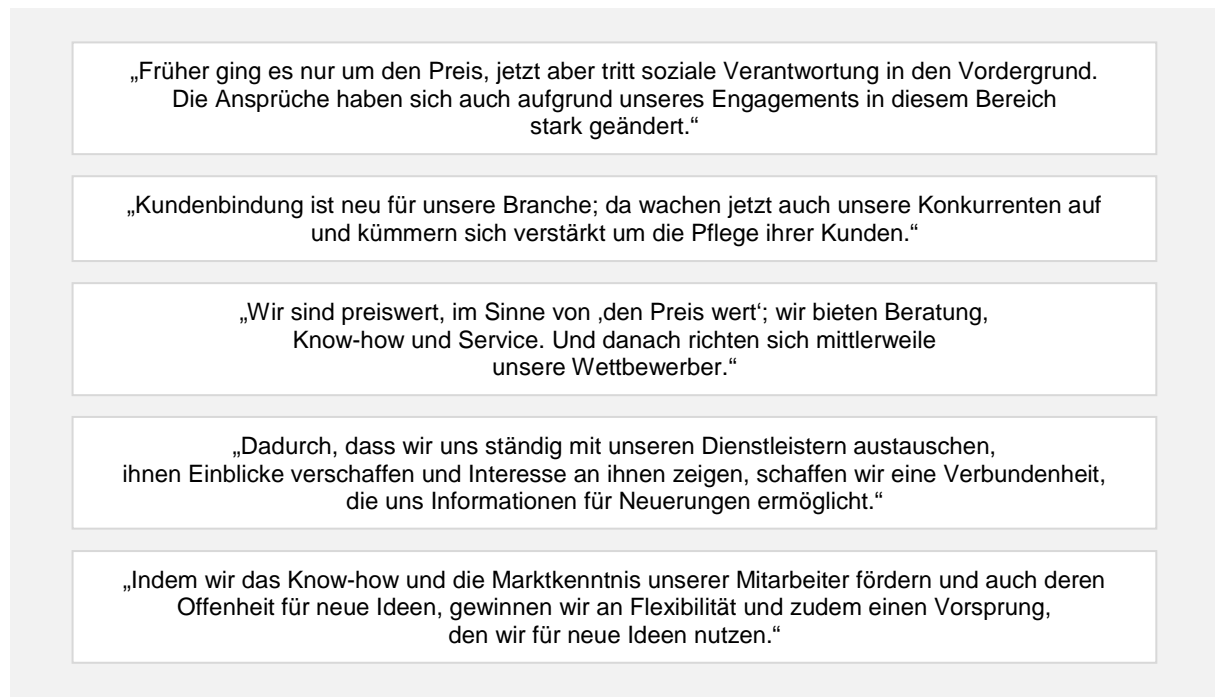 „Früher ging es nur um den Preis, jetzt aber tritt soziale Verantwortung in den Vordergrund.
Die Ansprüche haben sich auch aufgrund unseres Engagements in diesem Bereich
stark geändert.“
„Kundenbindung ist neu für unsere Branche; da wachen jetzt auch unsere Konkurrenten auf
und kümmern sich verstärkt um die Pflege ihrer Kunden.“
„Wir sind preiswert, im Sinne von ‚den Preis wert‘; wir bieten Beratung,
Know-how und Service. Und danach richten sich mittlerweile
unsere Wettbewerber.“
„Dadurch, dass wir uns ständig mit unseren Dienstleistern austauschen,
ihnen Einblicke verschaffen und Interesse an ihnen zeigen, schaffen wir eine Verbundenheit,
die uns Informationen für Neuerungen ermöglicht.“
„Indem wir das Know-how und die Marktkenntnis unserer Mitarbeiter fördern und auch deren
Offenheit für neue Ideen, gewinnen wir an Flexibilität und zudem einen Vorsprung,
den wir für neue Ideen nutzen.“